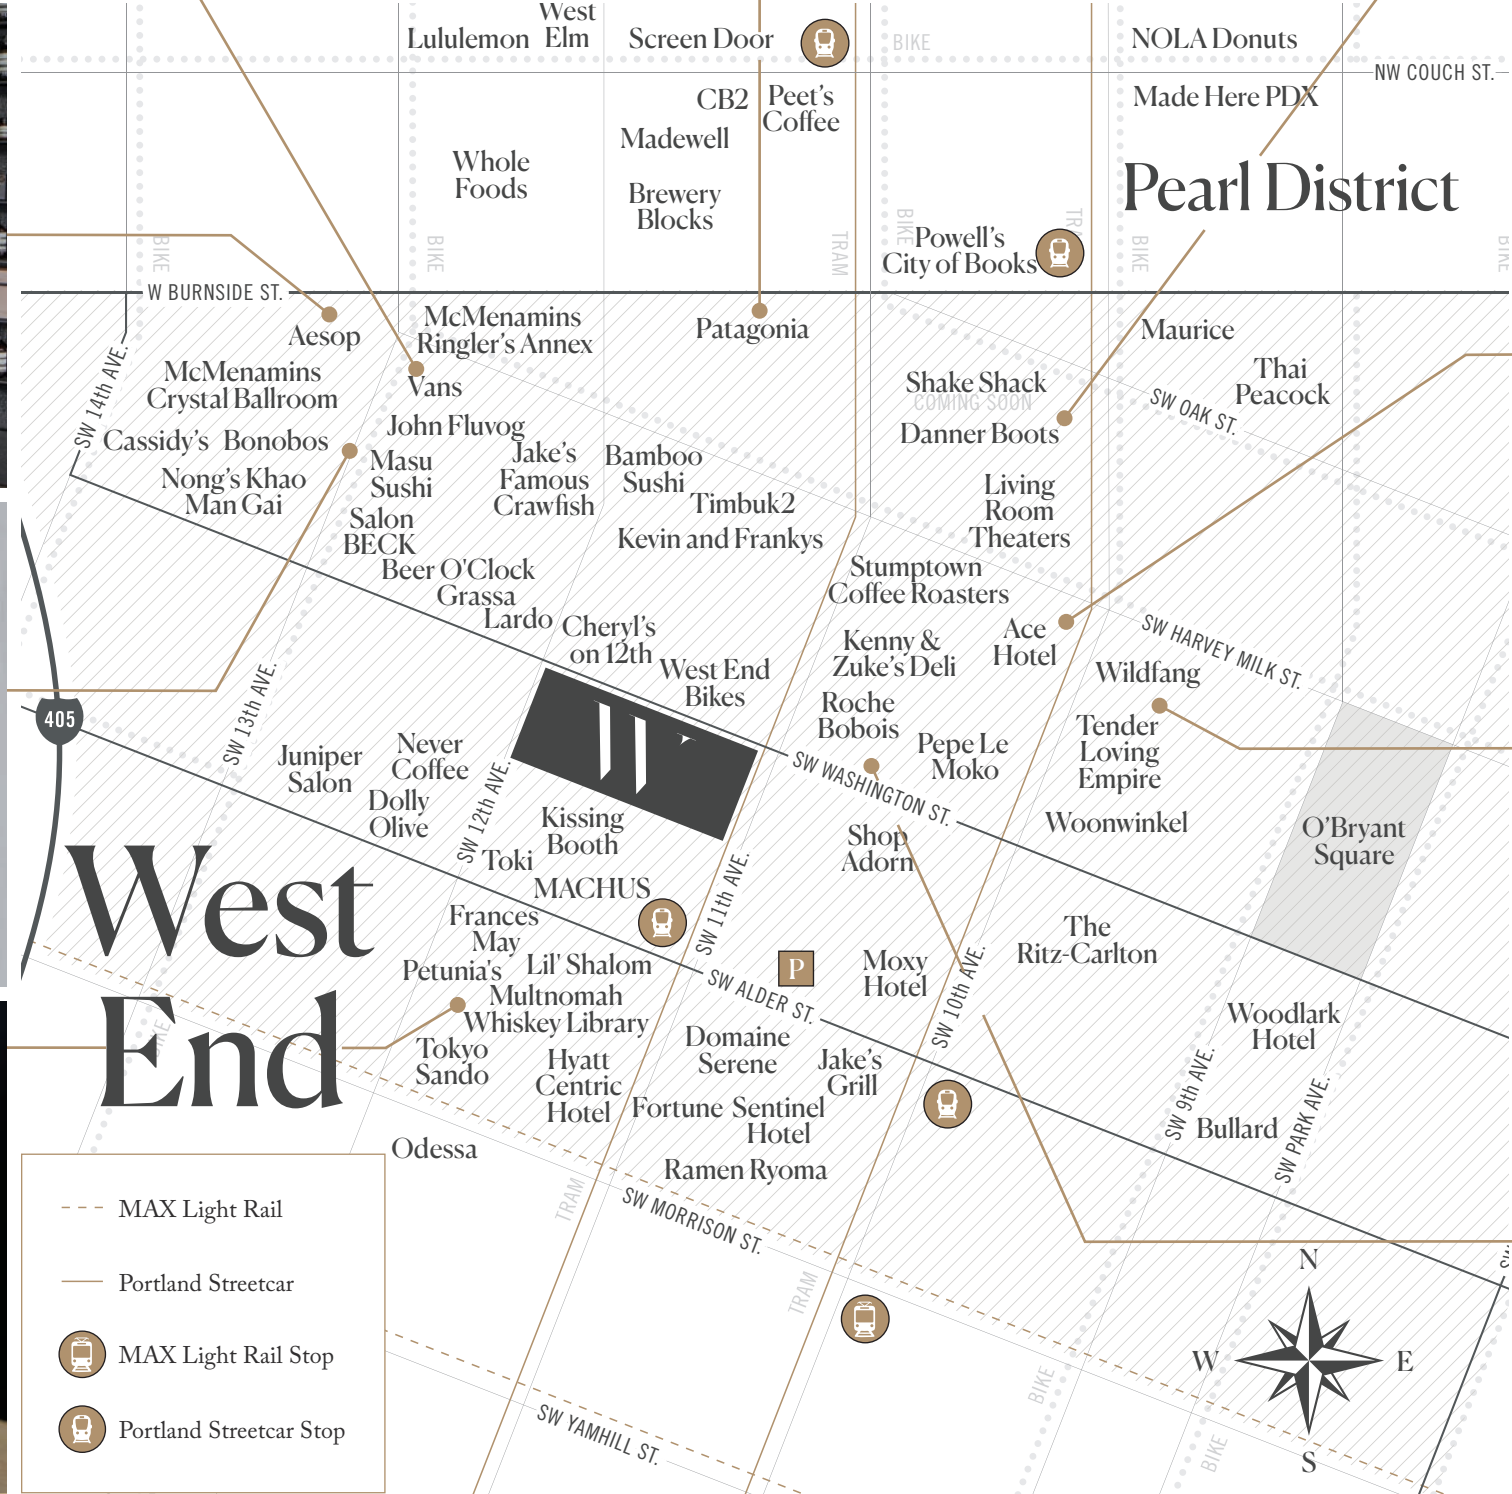 West
Elm
Lululemon
Screen Door
BIKE
NOLA Donuts
NW COUCH ST.
CB2
Peet's
Coffee
Made Here PDX
Madewell
Whole
Foods
Brewery
Blocks
Pearl District
BIKE
BIKE
TRAM
BIKE
TRAM
BIKE
BIKE
Powell's
City of Books
W BURNSIDE ST.
Aesop
McMenamins
Ringler's Annex
Patagonia
Maurice
McMenamins
Crystal Ballroom
Vans
Shake Shack
COMING SOON
Thai
Peacock
SW 14th AVE.
SW OAK ST.
Cassidy's
Bonobos
John Fluvog
Danner Boots
Nong's Khao
Man Gai
Masu
Sushi
Jake's
Famous
Crawfish
Bamboo
Sushi
Timbuk2
Living
Room
Theaters
Salon
BECK
Kevin and Frankys
Beer O'Clock
Grassa
Lardo
Stumptown
Coffee Roasters
Cheryl's
on 12th
Kenny &
Zuke's Deli
Ace
Hotel
SW HARVEY MILK ST.
West End
Bikes
Wildfang
405
SW 13th AVE.
Roche
Bobois
Tender
Loving
Empire
Juniper
Salon
Never
Coffee
Pepe Le
Moko
SW WASHINGTON ST.
Dolly
Olive
SW 12th AVE.
Kissing
Booth
Shop
Adorn
Woonwinkel
O'Bryant
Square
Toki
MACHUS
West
End
Frances
May
SW 11th AVE.
The
Ritz-Carlton
Petunia's
Lil' Shalom
P
Moxy
Hotel
SW 10th AVE.
Multnomah
Whiskey Library
SW ALDER ST.
Woodlark
Hotel
BIKE
Tokyo
Sando
Hyatt
Centric
Hotel
Domaine
Serene
Jake's
Grill
SW 9th AVE.
SW PARK AVE.
Fortune
Sentinel
Hotel
Bullard
Odessa
Ramen Ryoma
TRAM
SW MORRISON ST.
SW
TRAM
MAX Light Rail
Portland Streetcar
MAX Light Rail Stop
Portland Streetcar Stop
N
W
E
S
BIKE
BIKE
SW YAMHILL ST.